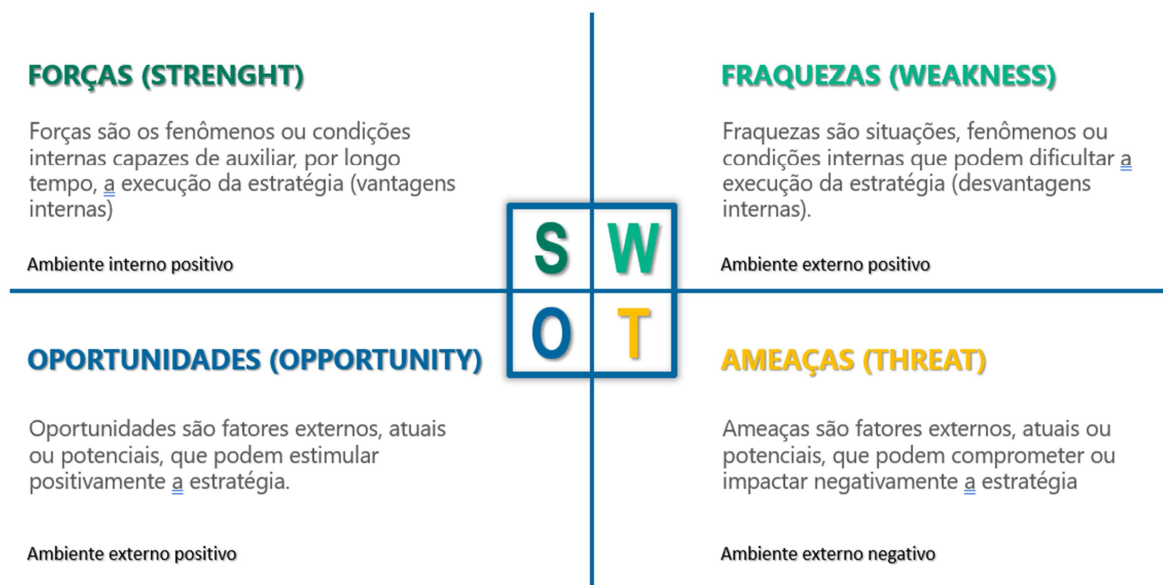 FORÇAS (STRENGHT)
Forças são os fenômenos ou condições
internas capazes de auxiliar, por longo
tempo, a execução da estratégia (vantagens
internas)
Ambiente interno positivo
FRAQUEZAS (WEAKNESS)
Fraquezas são situações, fenômenos ou
condições internas que podem dificultar a
execução da estratégia (desvantagens
internas).
Ambiente externo positivo
S W
O T
OPORTUNIDADES (OPPORTUNITY)
Oportunidades são fatores externos, atuais
ou potenciais, que podem estimular
positivamente a estratégia.
Ambiente externo positivo
AMEAÇAS (THREAT)
Ameaças são fatores externos, atuais ou
potenciais, que podem comprometer ou
impactar negativamente a estratégia
Ambiente externo negativo